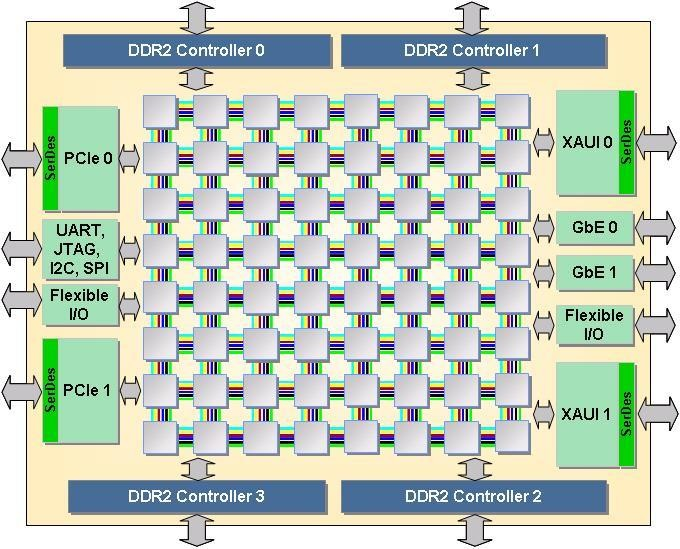 DDR2 Controller 0
DDR2 Controller 1
SerDes
PCIe 0
XAUI 0
SerDes
UART,
JTAG,
I2C, SPI
GbE 0
GbE 1
Flexible
I/O
Flexible
I/O
SerDes
PCIe 1
XAUI 1
SerDes
DDR2 Controller 3
DDR2 Controller 2